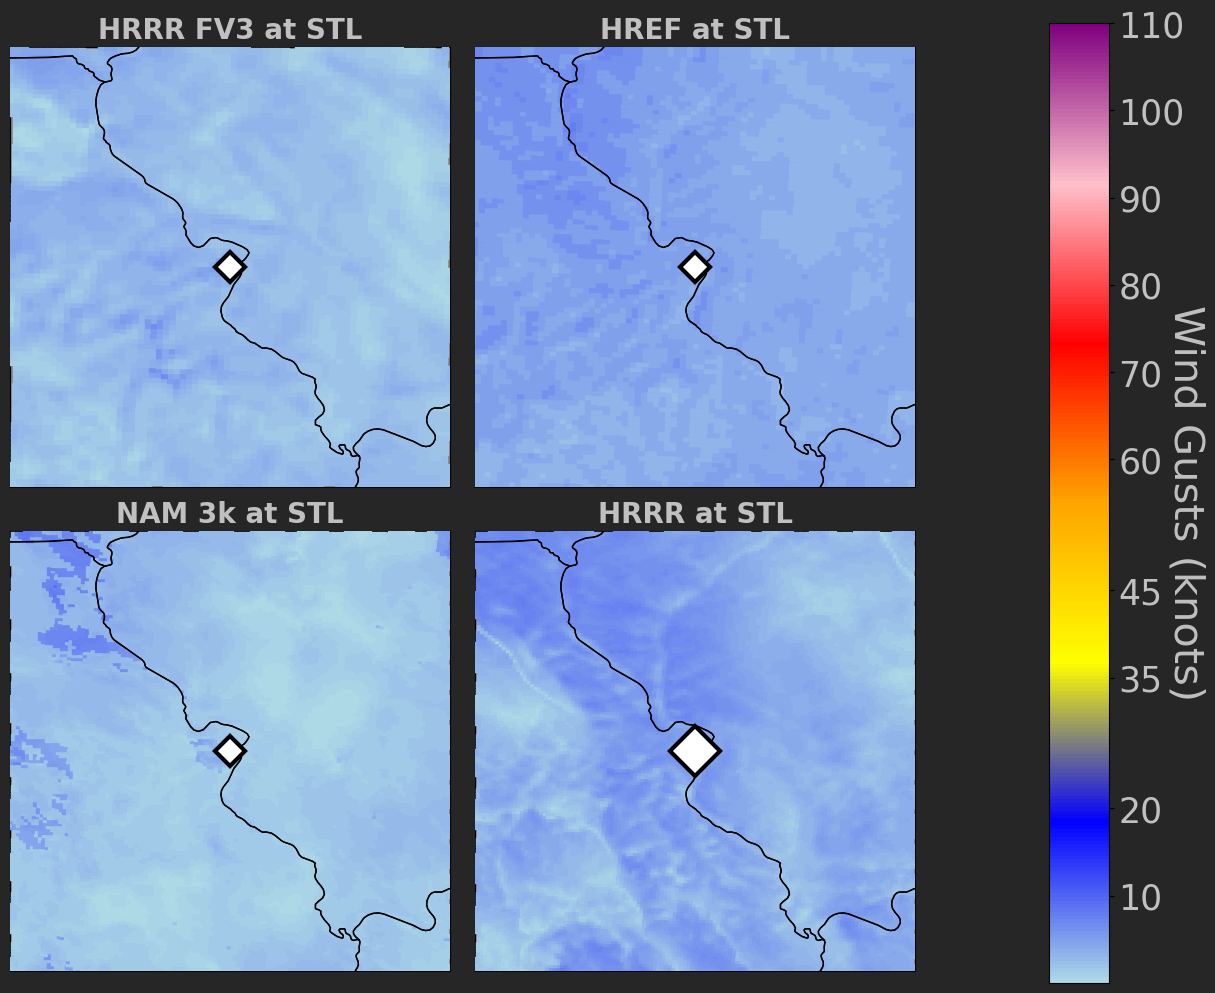 HRRR FV3 at STL
HREF at STL
NAM 3k at STL
HRRR at STL
110
100
90
80
70
60
45
35
20
10
Wind Gusts (knots)